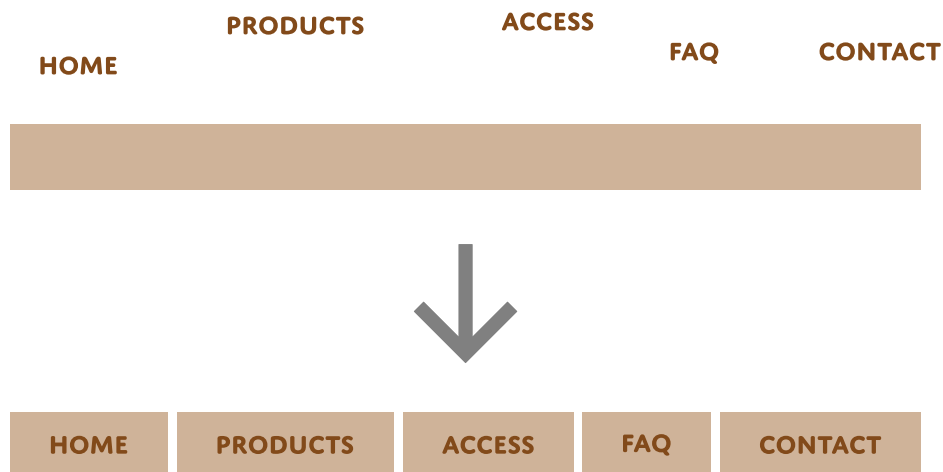 PRODUCTS
ACCESS
HOME
FAQ
CONTACT
HOME PRODUCTS ACCESS FAQ CONTACT